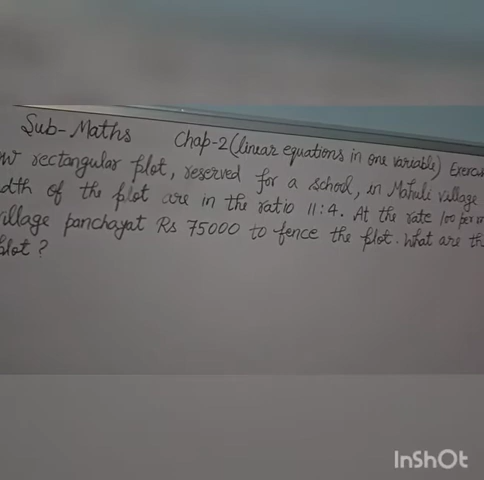 Sub-Maths Chap-2 (linear equations in one variable)
rectangular plot, reserved for a school, in Mahuli village
dth of the plot are in the ratio 11:4. At the rate 100 per
illage panchayat Rs 75000 to fence the plot. What are th
plot?
InShOt